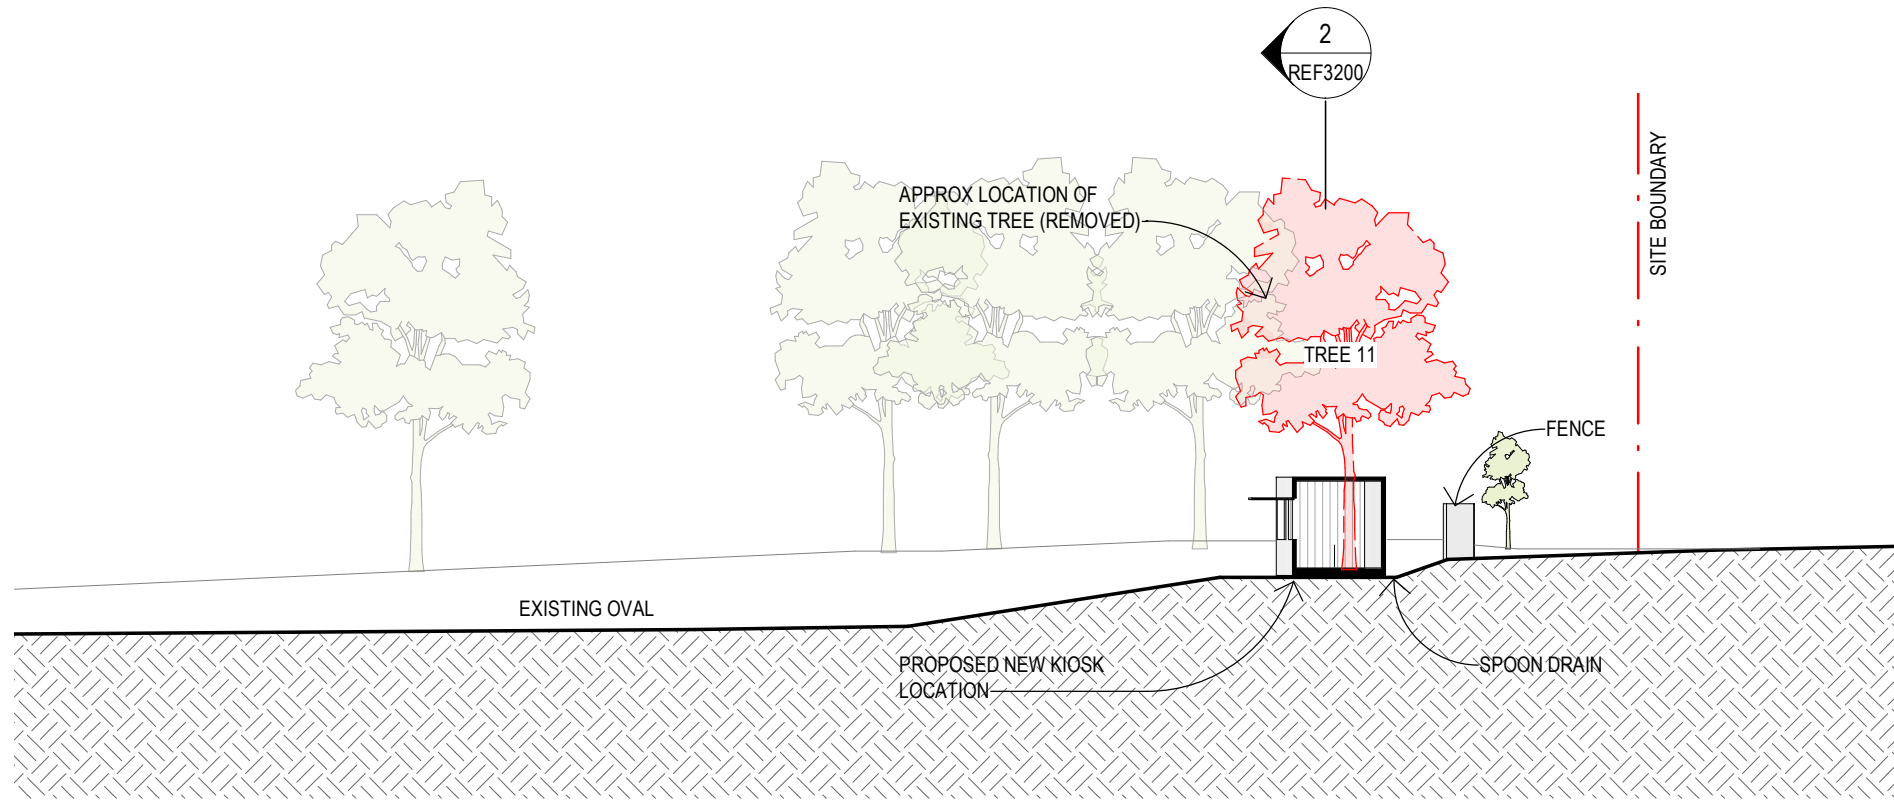 2
REF3200
SITE BOUNDARY
APPROX LOCATION OF
EXISTING TREE (REMOVED)
TREE 11
FENCE
EXISTING OVAL
PROPOSED NEW KIOSK
LOCATION
SPOON DRAIN